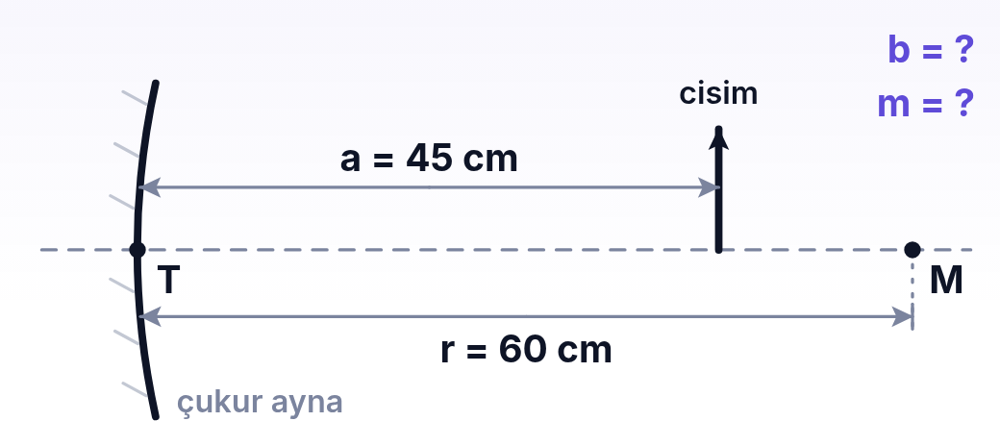 b = ?
m = ?
cisim
a = 45 cm
T
M
r = 60 cm
çukur ayna